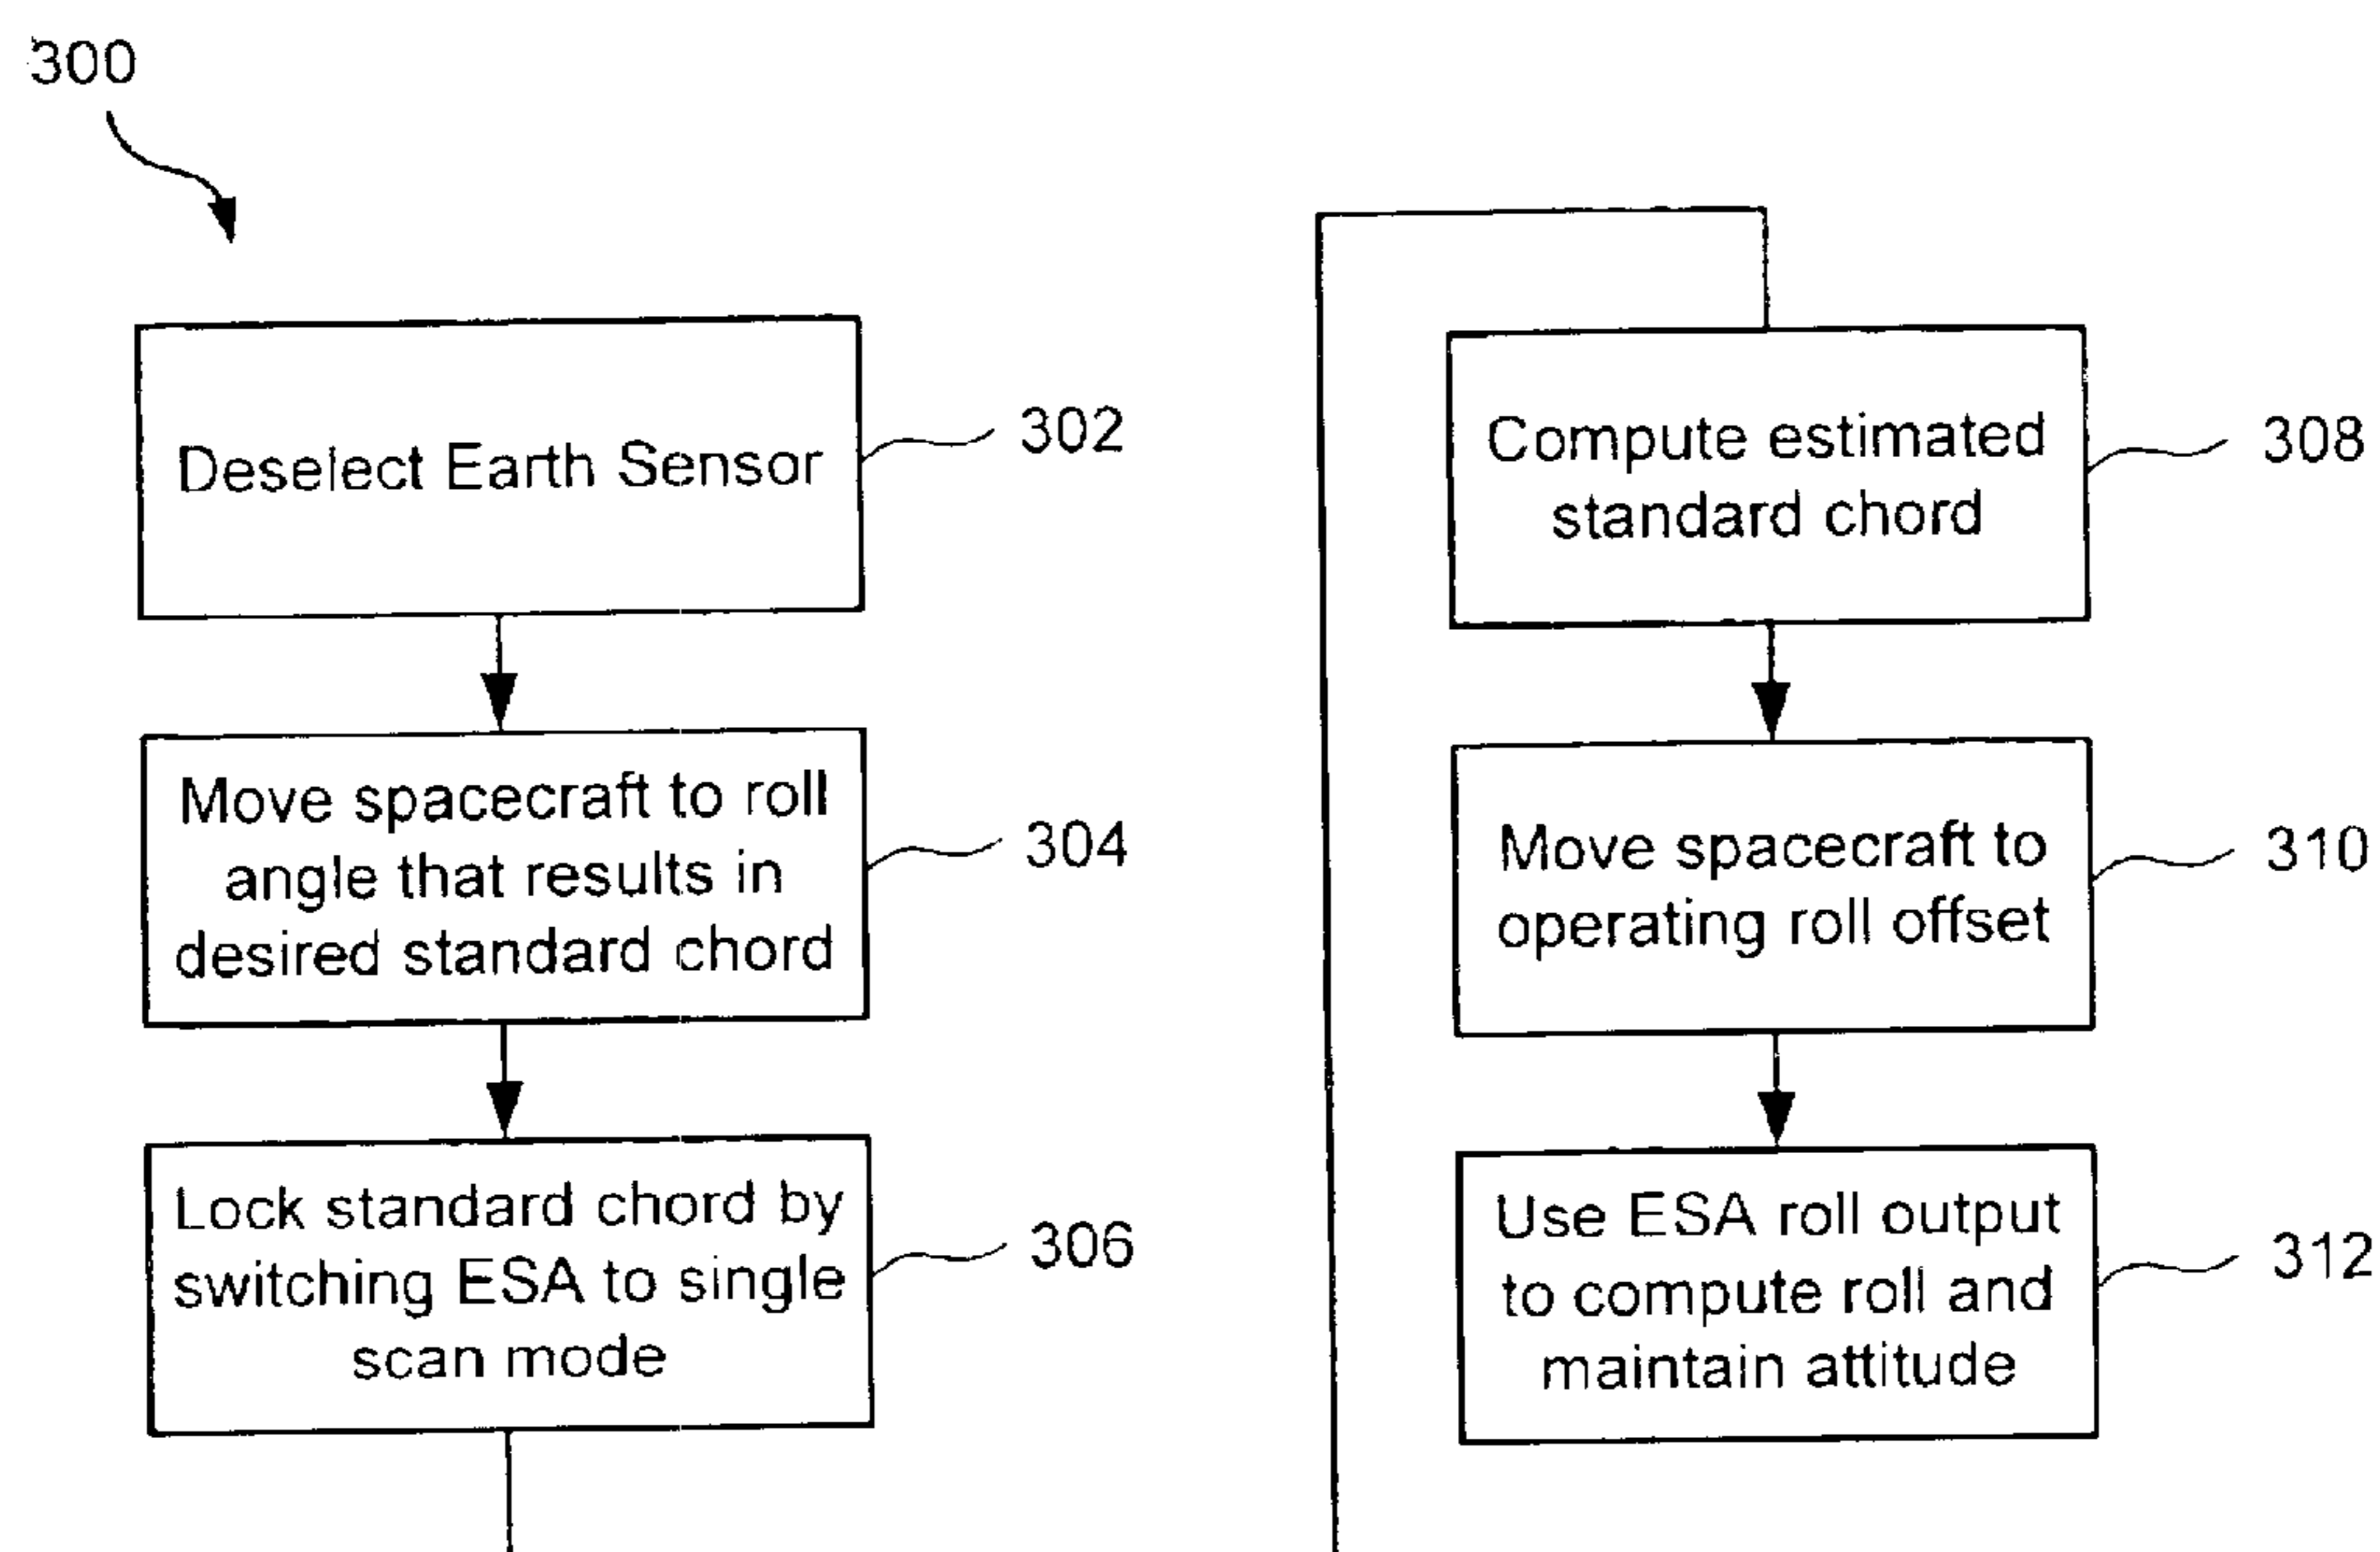 300
Deselect Earth Sensor
302
Move spacecraft to roll
angle that results in
desired standard chord
304
Lock standard chord by
switching ESA to single
scan mode
306
Compute estimated
standard chord
308
Move spacecraft to
operating roll offset
310
Use ESA roll output
to compute roll and
maintain attitude
312